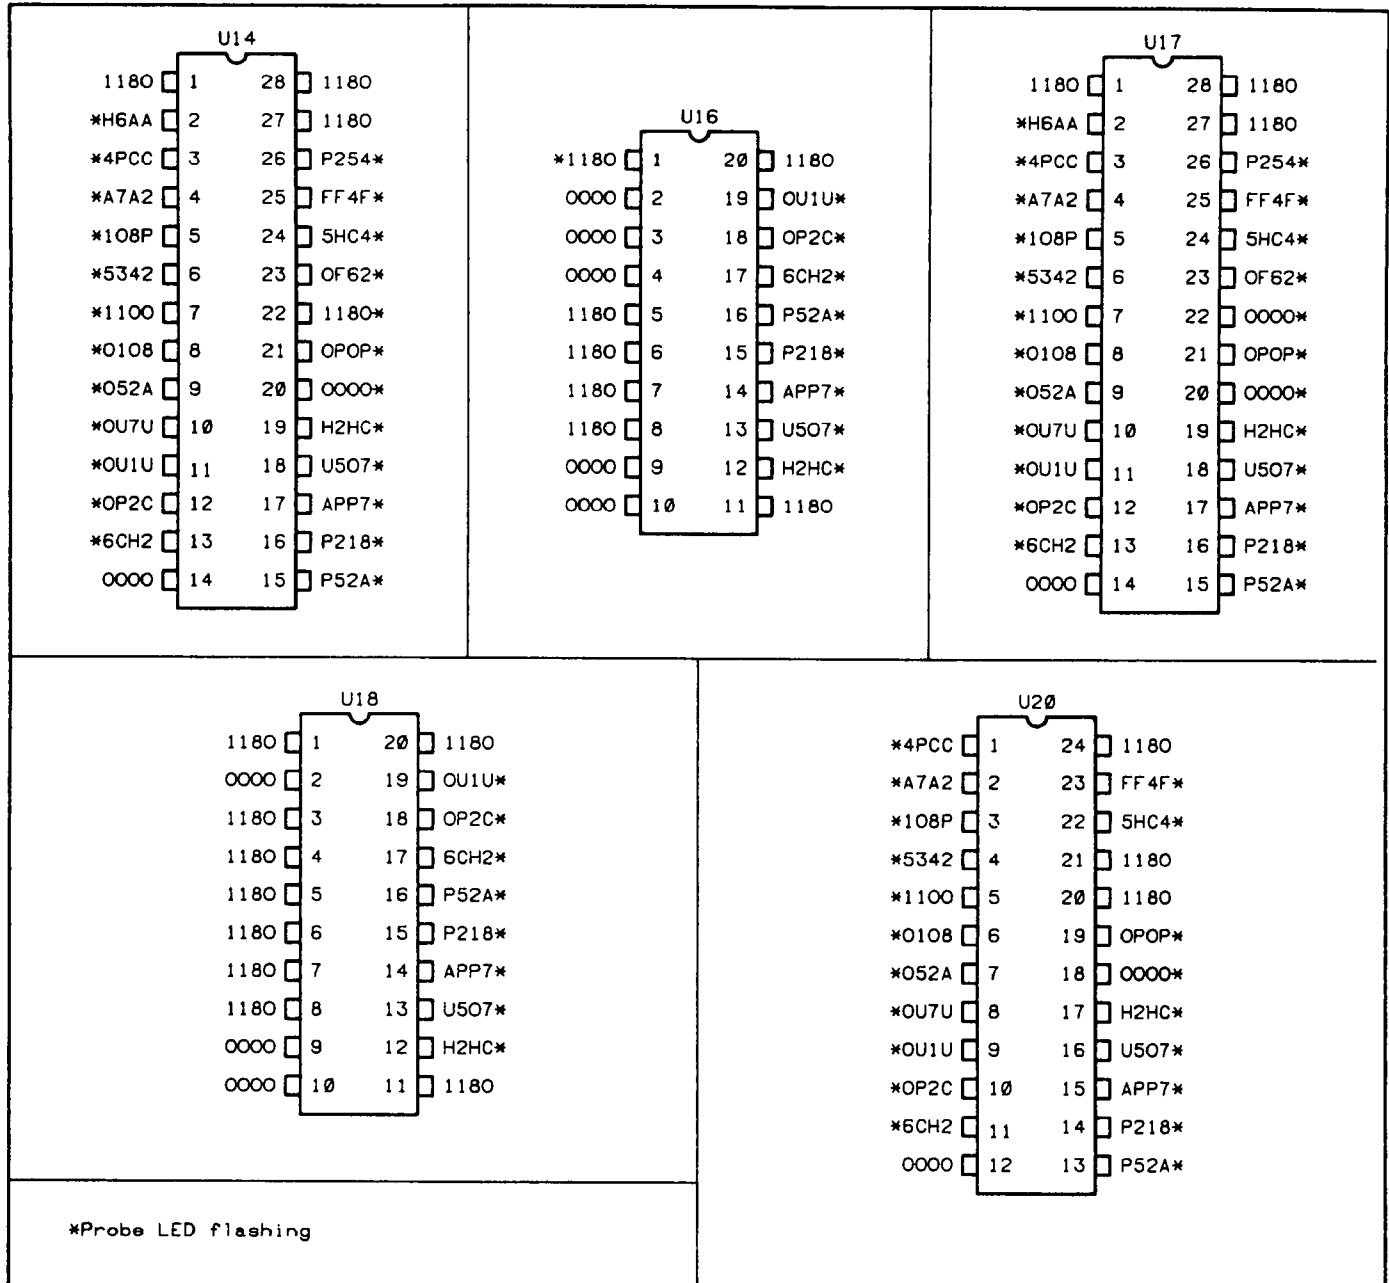 U14
1180 1 28 1180
*H6AA 2 27 1180
*4PCC 3 26 P254*
*A7A2 4 25 FF4F*
*108P 5 24 5HC4*
*5342 6 23 0F62*
*1100 7 22 1180*
*0108 8 21 0P0P*
*052A 9 20 0000*
*0U7U 10 19 H2HC*
*0U1U 11 18 U507*
*0P2C 12 17 APP7*
*6CH2 13 16 P218*
0000 14 15 P52A*
U16
*1180 1 20 1180
0000 2 19 0U1U*
0000 3 18 0P2C*
0000 4 17 6CH2*
1180 5 16 P52A*
1180 6 15 P218*
1180 7 14 APP7*
1180 8 13 U507*
0000 9 12 H2HC*
0000 10 11 1180
U17
1180 1 28 1180
*H6AA 2 27 1180
*4PCC 3 26 P254*
*A7A2 4 25 FF4F*
*108P 5 24 5HC4*
*5342 6 23 0F62*
*1100 7 22 0000*
*0108 8 21 0P0P*
*052A 9 20 0000*
*0U7U 10 19 H2HC*
*0U1U 11 18 U507*
*0P2C 12 17 APP7*
*6CH2 13 16 P218*
0000 14 15 P52A*
U18
1180 1 20 1180
0000 2 19 0U1U*
1180 3 18 0P2C*
1180 4 17 6CH2*
1180 5 16 P52A*
1180 6 15 P218*
1180 7 14 APP7*
1180 8 13 U507*
0000 9 12 H2HC*
0000 10 11 1180
U20
*4PCC 1 24 1180
*A7A2 2 23 FF4F*
*108P 3 22 5HC4*
*5342 4 21 1180
*1100 5 20 1180
*0108 6 19 0P0P*
*052A 7 18 0000*
*0U7U 8 17 H2HC*
*0U1U 9 16 U507*
*0P2C 10 15 APP7*
*6CH2 11 14 P218*
0000 12 13 P52A*
*Probe LED flashing